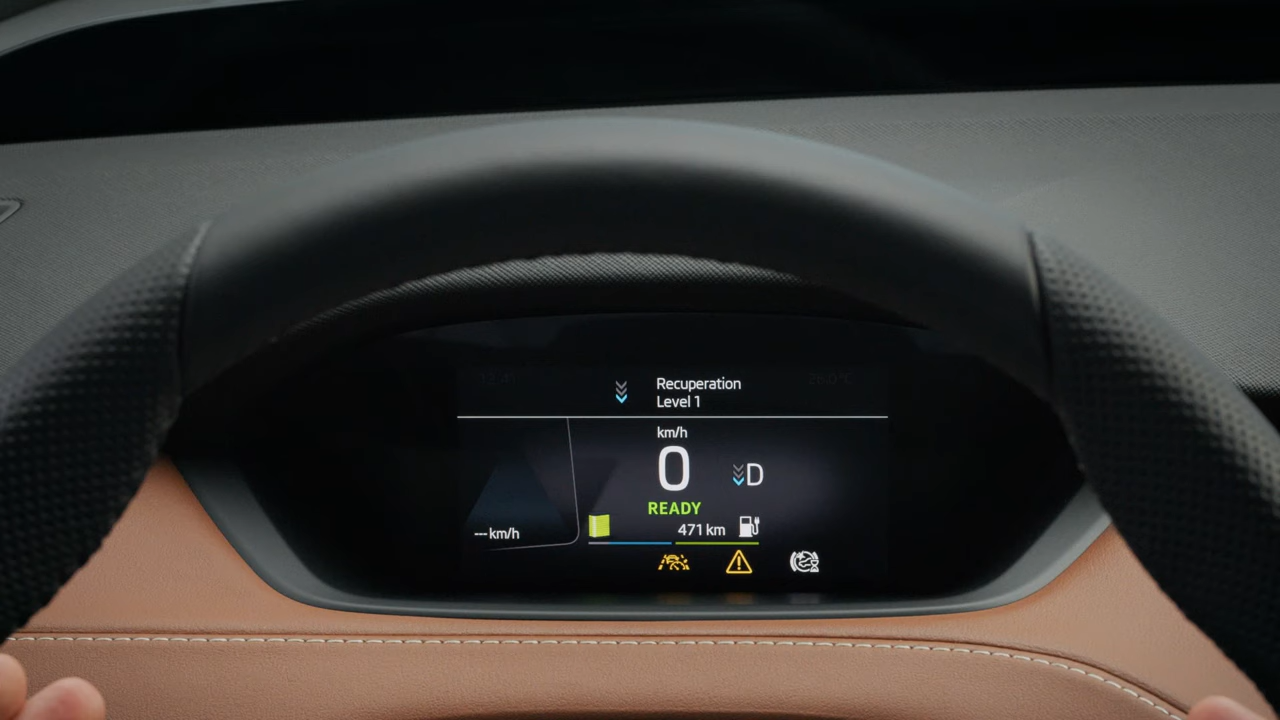 Recuperation
Level 1
km/h
0
D
READY
--- km/h
471 km